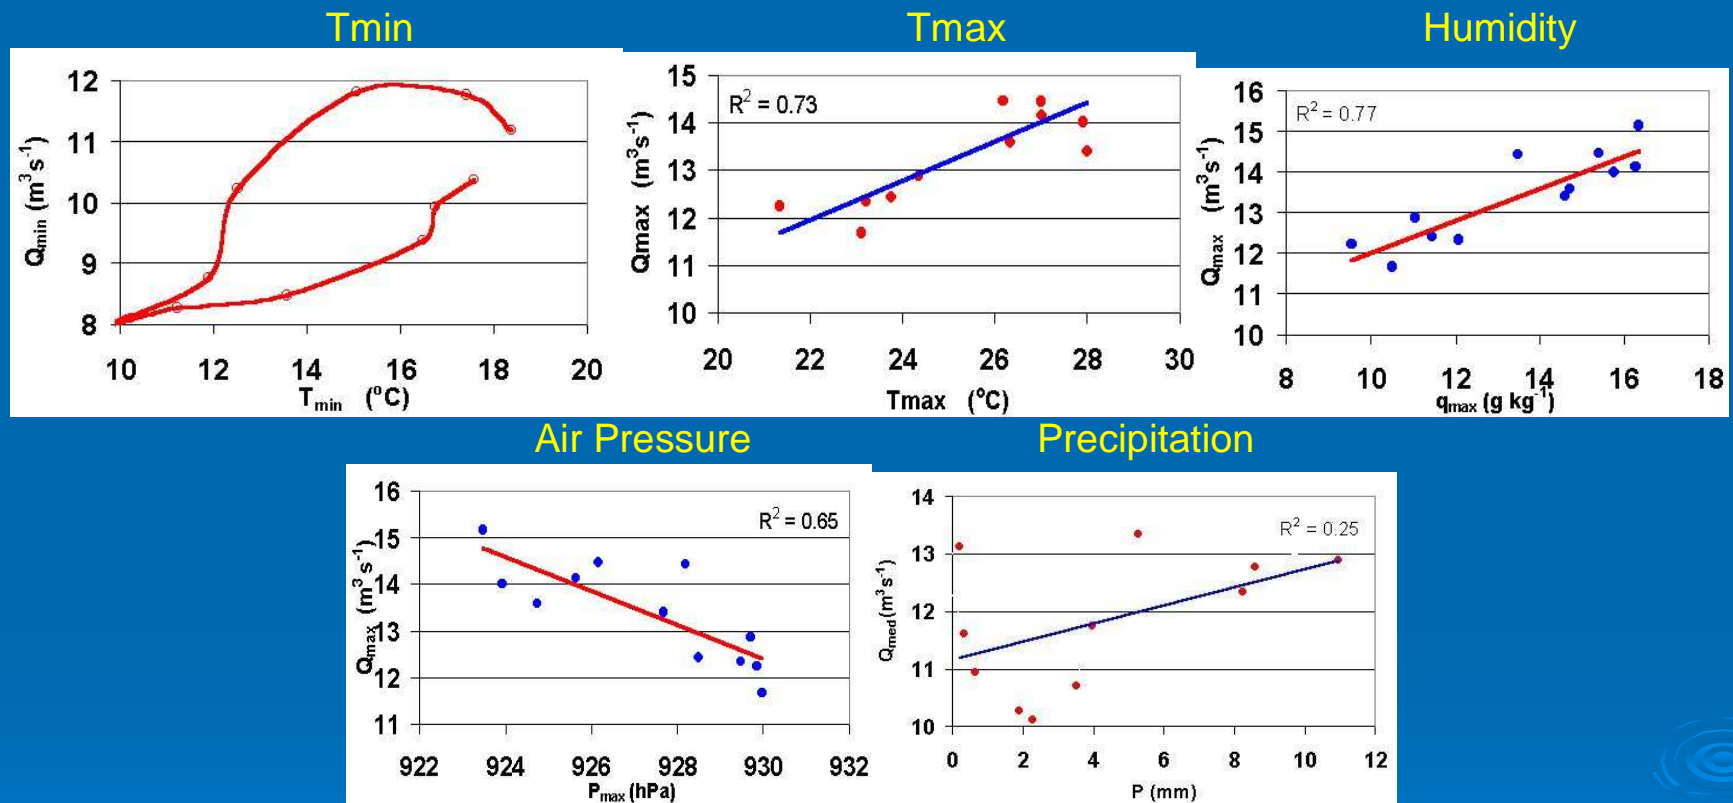 Tmin
Tmax
Humidity
12
11
10
9
8
Qmin (m³s⁻¹)
10 12 14 16 18 20
Tmin (°C)
15
14
13
12
11
10
Qmax (m³s⁻¹)
R² = 0.73
20 22 24 26 28 30
Tmax (°C)
16
15
14
13
12
11
10
Qmax (m³s⁻¹)
R² = 0.77
8 10 12 14 16 18
qmax (g kg⁻¹)
Air Pressure
Precipitation
16
15
14
13
12
11
Qmax (m³s⁻¹)
R² = 0.65
922 924 926 928 930 932
Pmax (hPa)
14
13
12
11
10
Qmed (m³s⁻¹)
R² = 0.25
0 2 4 6 8 10 12
P (mm)